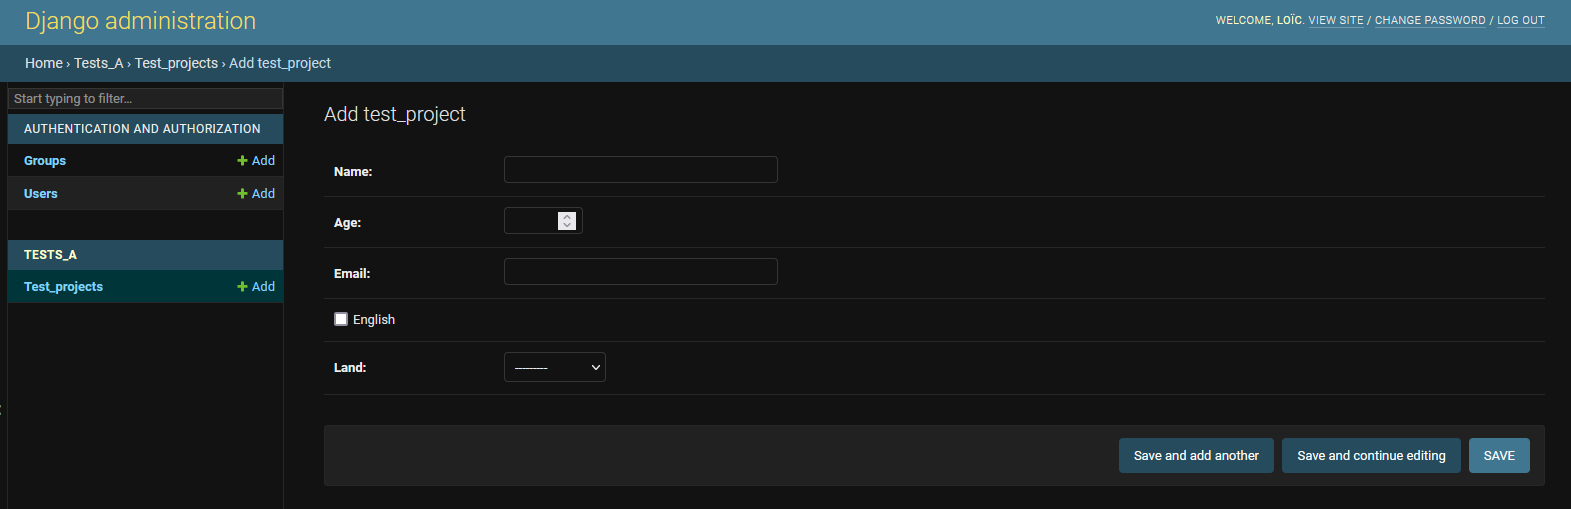 Django administration
WELCOME, LOÏC. VIEW SITE / CHANGE PASSWORD / LOG OUT
Home › Tests_A › Test_projects › Add test_project
Start typing to filter...
AUTHENTICATION AND AUTHORIZATION
Groups + Add
Users + Add
TESTS_A
Test_projects + Add
Add test_project
Name:
Age:
Email:
English
Land:
---------
Save and add another
Save and continue editing
SAVE